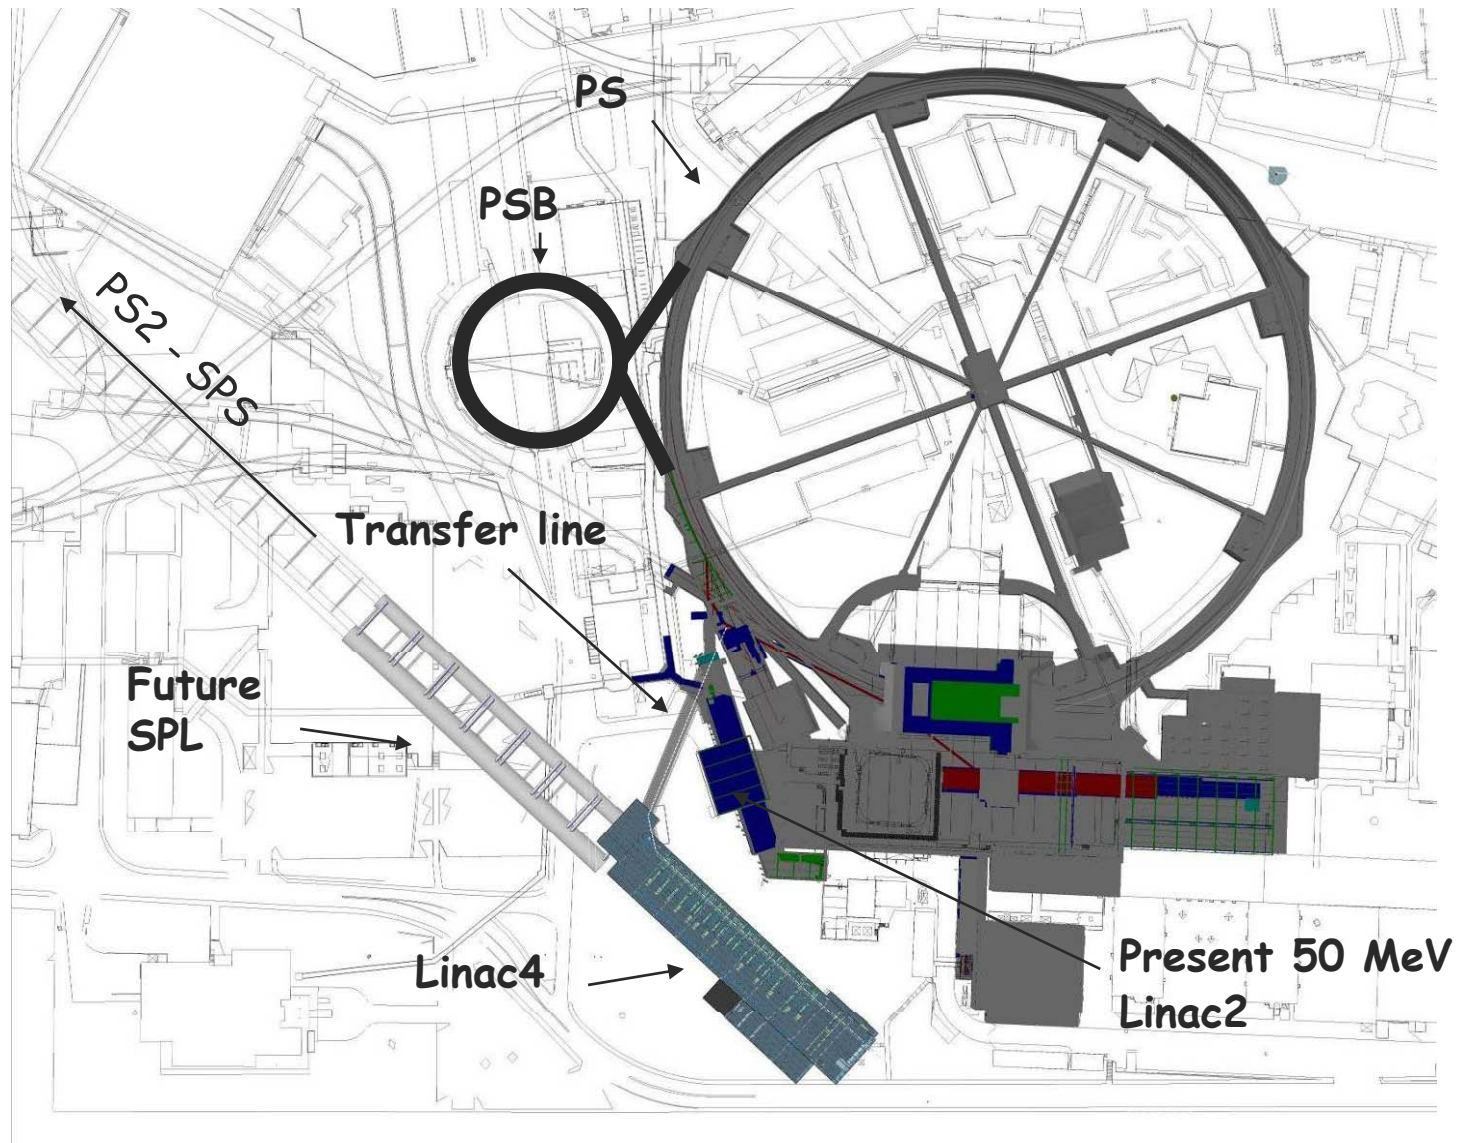 PS
PSB
PS2 - SPS
Transfer line
Future
SPL
Linac4
Present 50 MeV
Linac2